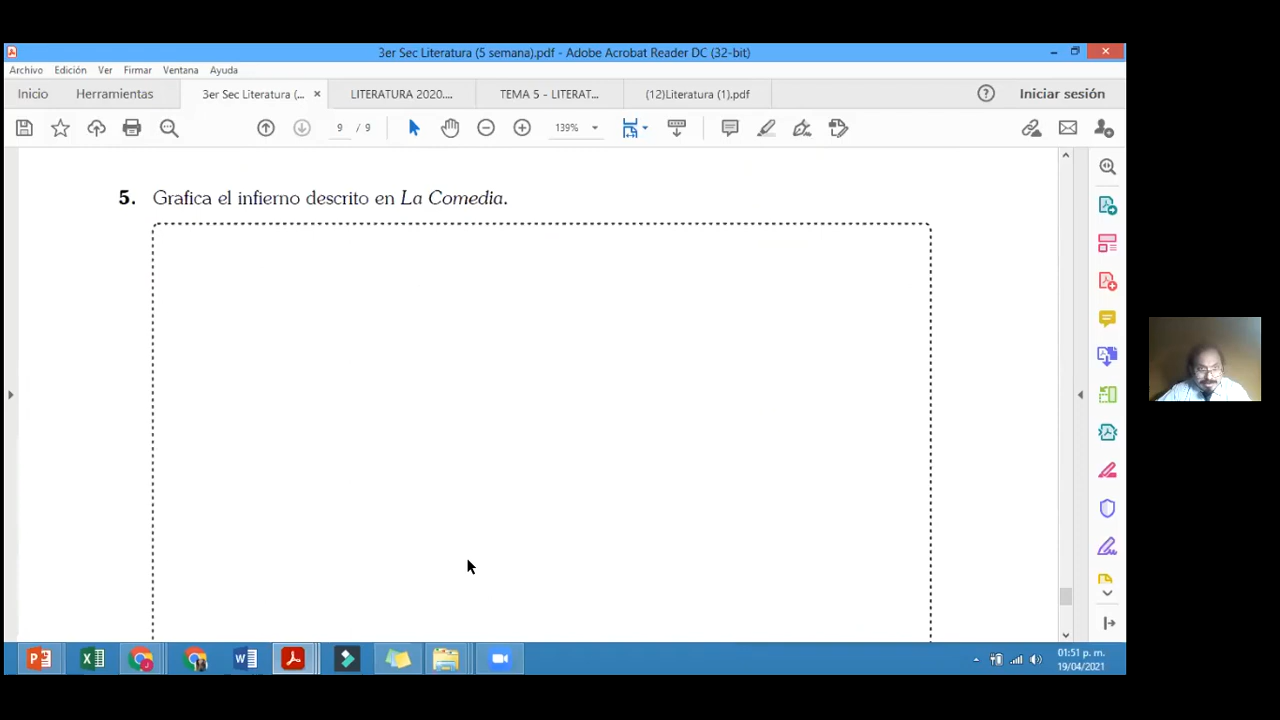 3er Sec Literatura (5 semana).pdf - Adobe Acrobat Reader DC (32-bit)
Archivo Edición Ver Firmar Ventana Ayuda
Inicio Herramientas 3er Sec Literatura (... × LITERATURA 2020.... TEMA 5 - LITERAT... (12)Literatura (1).pdf Iniciar sesión
9 / 9 139%
5. Grafica el infierno descrito en La Comedia.
01:51 p. m.
19/04/2021